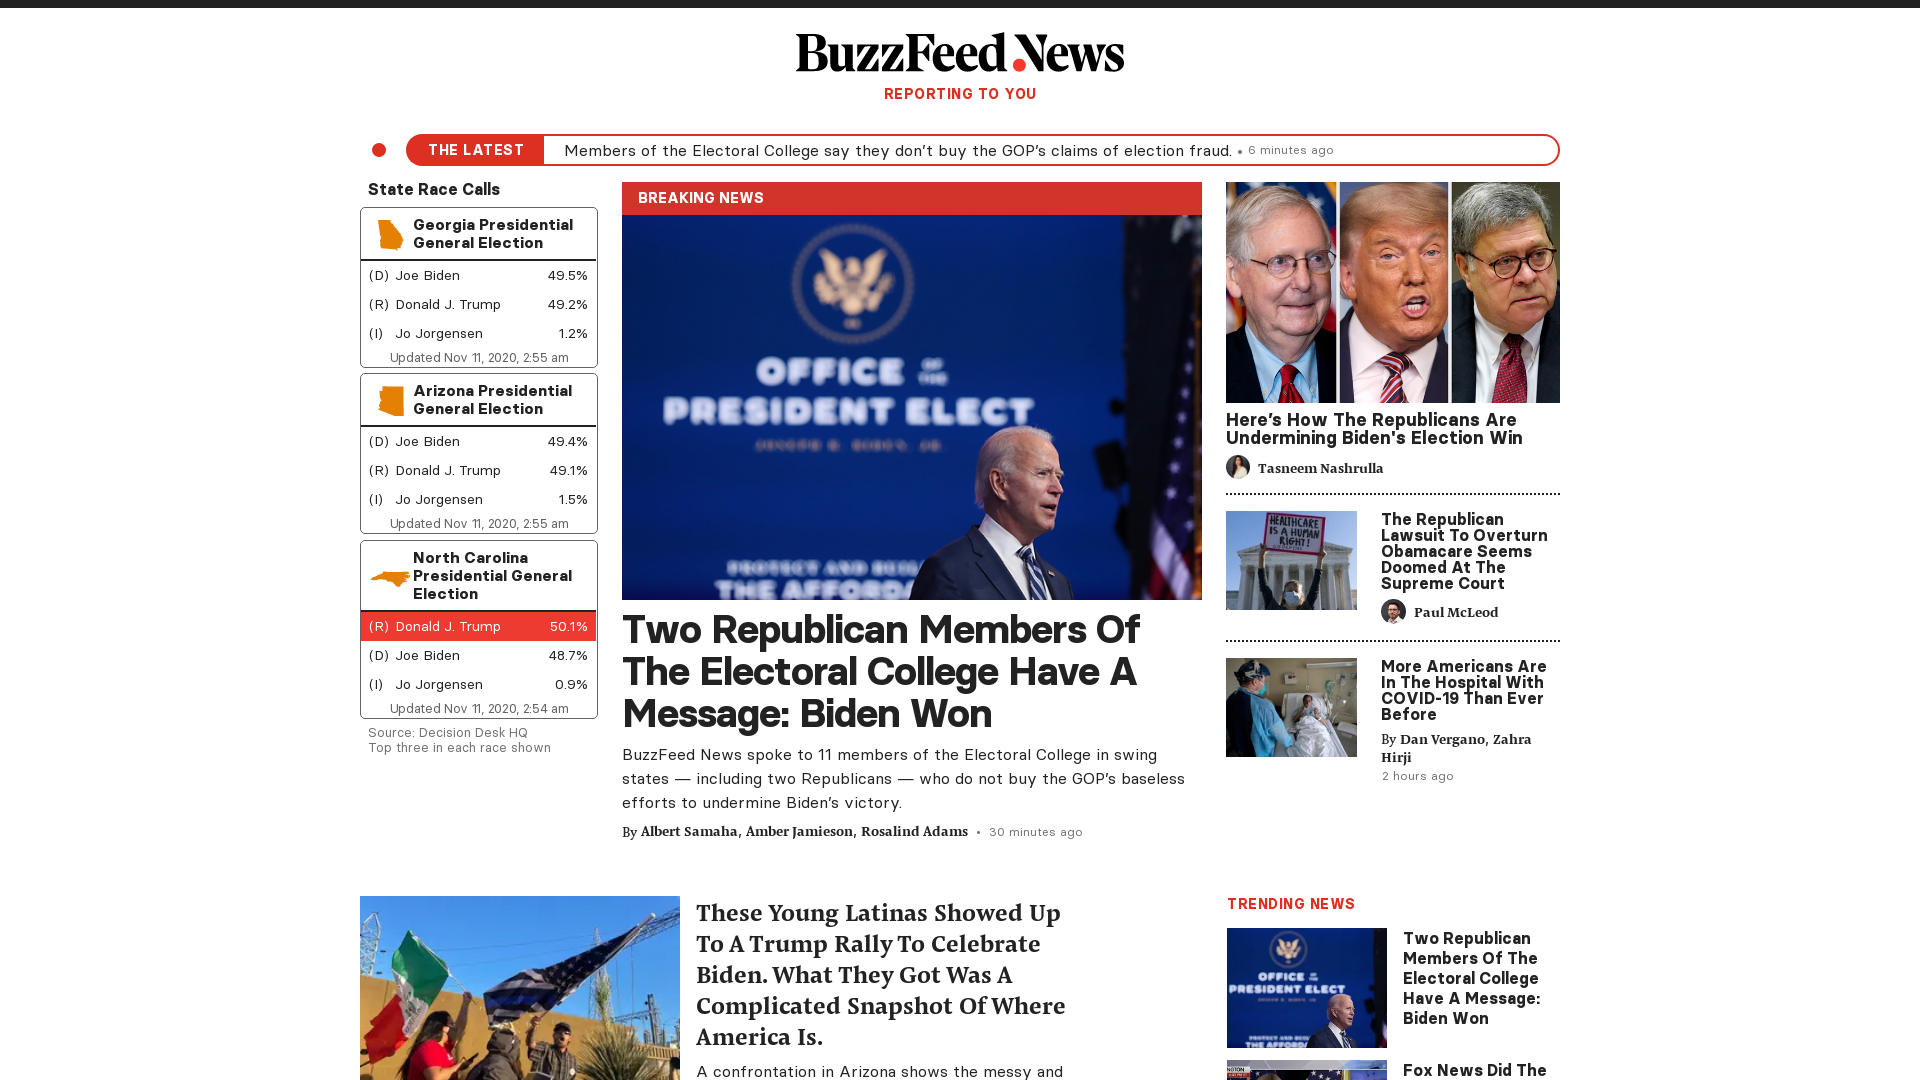 BuzzFeed News
REPORTING TO YOU
THE LATEST
Members of the Electoral College say they don’t buy the GOP’s claims of election fraud. • 6 minutes ago
State Race Calls
Georgia Presidential
General Election
(D) Joe Biden 49.5%
(R) Donald J. Trump 49.2%
(I) Jo Jorgensen 1.2%
Updated Nov 11, 2020, 2:55 am
Arizona Presidential
General Election
(D) Joe Biden 49.4%
(R) Donald J. Trump 49.1%
(I) Jo Jorgensen 1.5%
Updated Nov 11, 2020, 2:55 am
North Carolina
Presidential General
Election
(R) Donald J. Trump 50.1%
(D) Joe Biden 48.7%
(I) Jo Jorgensen 0.9%
Updated Nov 11, 2020, 2:54 am
Source: Decision Desk HQ
Top three in each race shown
BREAKING NEWS
OFFICE OF THE
PRESIDENT ELECT
JOSEPH R. BIDEN, JR.
PROTECT AND BUIL
THE AFFORDA
Two Republican Members Of
The Electoral College Have A
Message: Biden Won
BuzzFeed News spoke to 11 members of the Electoral College in swing
states — including two Republicans — who do not buy the GOP’s baseless
efforts to undermine Biden’s victory.
By Albert Samaha, Amber Jamieson, Rosalind Adams • 30 minutes ago
Here’s How The Republicans Are
Undermining Biden's Election Win
Tasneem Nashrulla
HEALTHCARE
IS A HUMAN
RIGHT!
The Republican
Lawsuit To Overturn
Obamacare Seems
Doomed At The
Supreme Court
Paul McLeod
More Americans Are
In The Hospital With
COVID-19 Than Ever
Before
By Dan Vergano, Zahra
Hirji
2 hours ago
These Young Latinas Showed Up
To A Trump Rally To Celebrate
Biden. What They Got Was A
Complicated Snapshot Of Where
America Is.
A confrontation in Arizona shows the messy and
TRENDING NEWS
OFFICE OF THE
PRESIDENT ELECT
Two Republican
Members Of The
Electoral College
Have A Message:
Biden Won
Fox News Did The